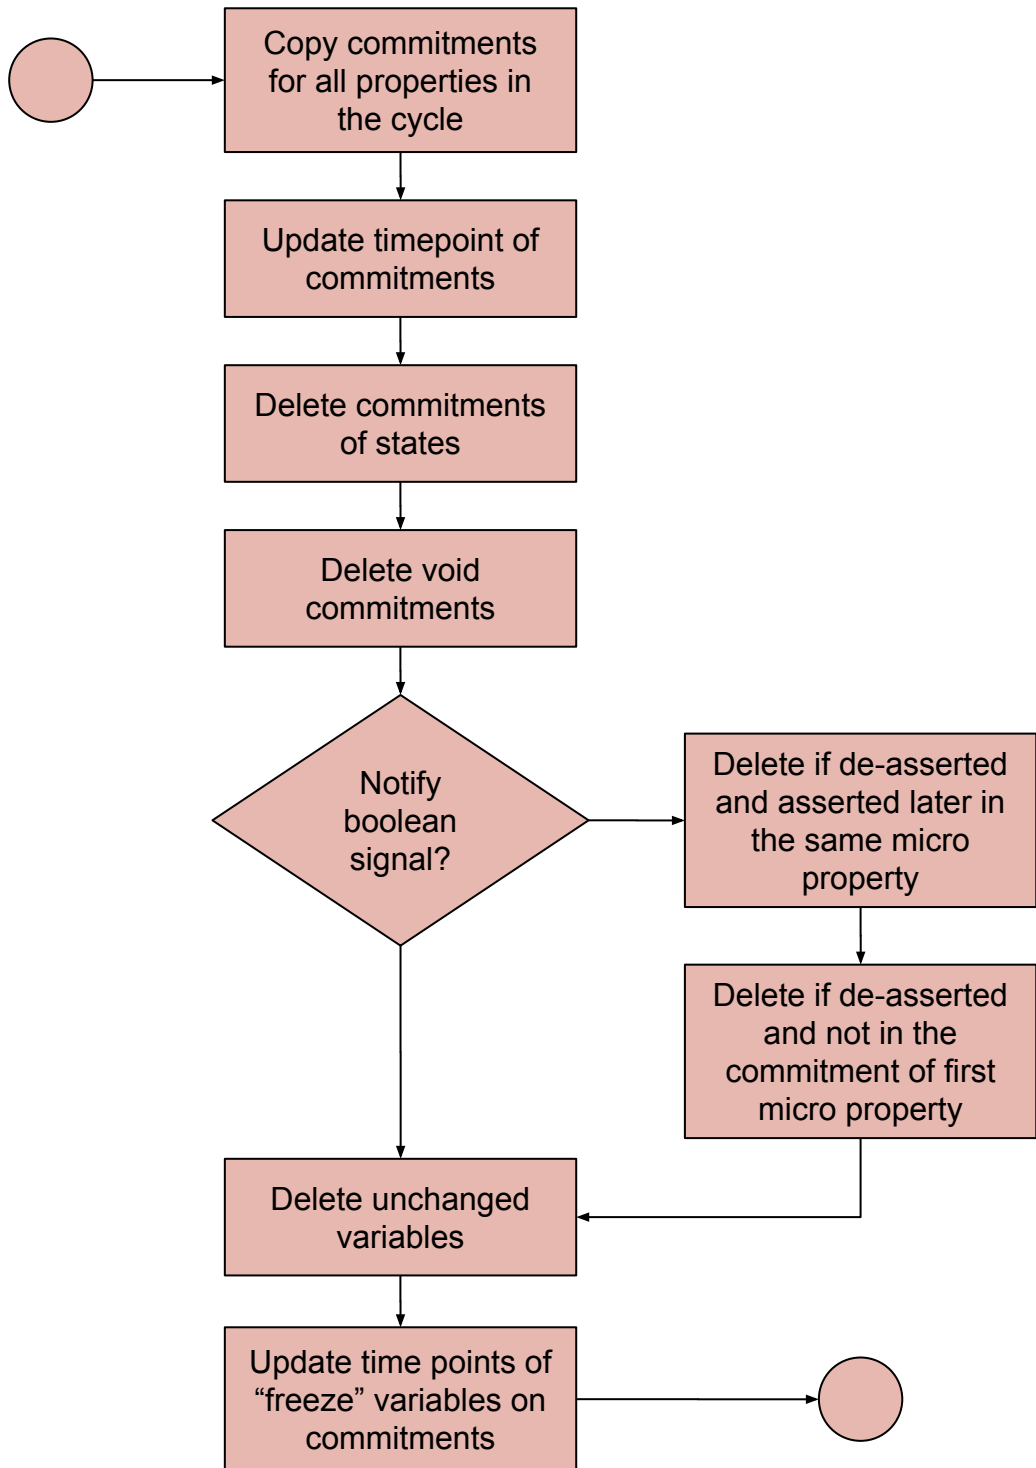 Copy commitments
for all properties in
the cycle
Update timepoint of
commitments
Delete commitments
of states
Delete void
commitments
Notify
boolean
signal?
Delete if de-asserted
and asserted later in
the same micro
property
Delete if de-asserted
and not in the
commitment of first
micro property
Delete unchanged
variables
Update time points of
“freeze” variables on
commitments